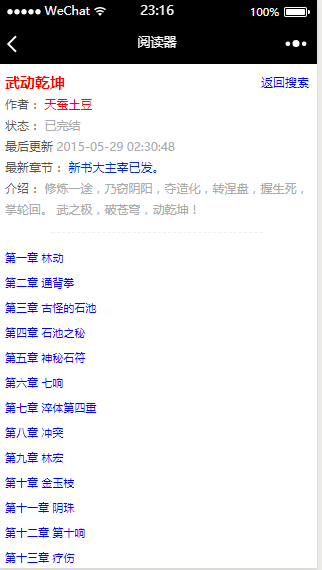 WeChat 23:16 100%
阅读器
武动乾坤 返回搜索
作者： 天蚕土豆
状态： 已完结
最后更新 2015-05-29 02:30:48
最新章节： 新书大主宰已发。
介绍： 修炼一途，乃窃阴阳，夺造化，转涅盘，握生死，
掌轮回。 武之极，破苍穹，动乾坤！
第一章 林动
第二章 通背拳
第三章 古怪的石池
第四章 石池之秘
第五章 神秘石符
第六章 七响
第七章 淬体第四重
第八章 冲突
第九章 林宏
第十章 金玉枝
第十一章 阴珠
第十二章 第十响
第十三章 疗伤